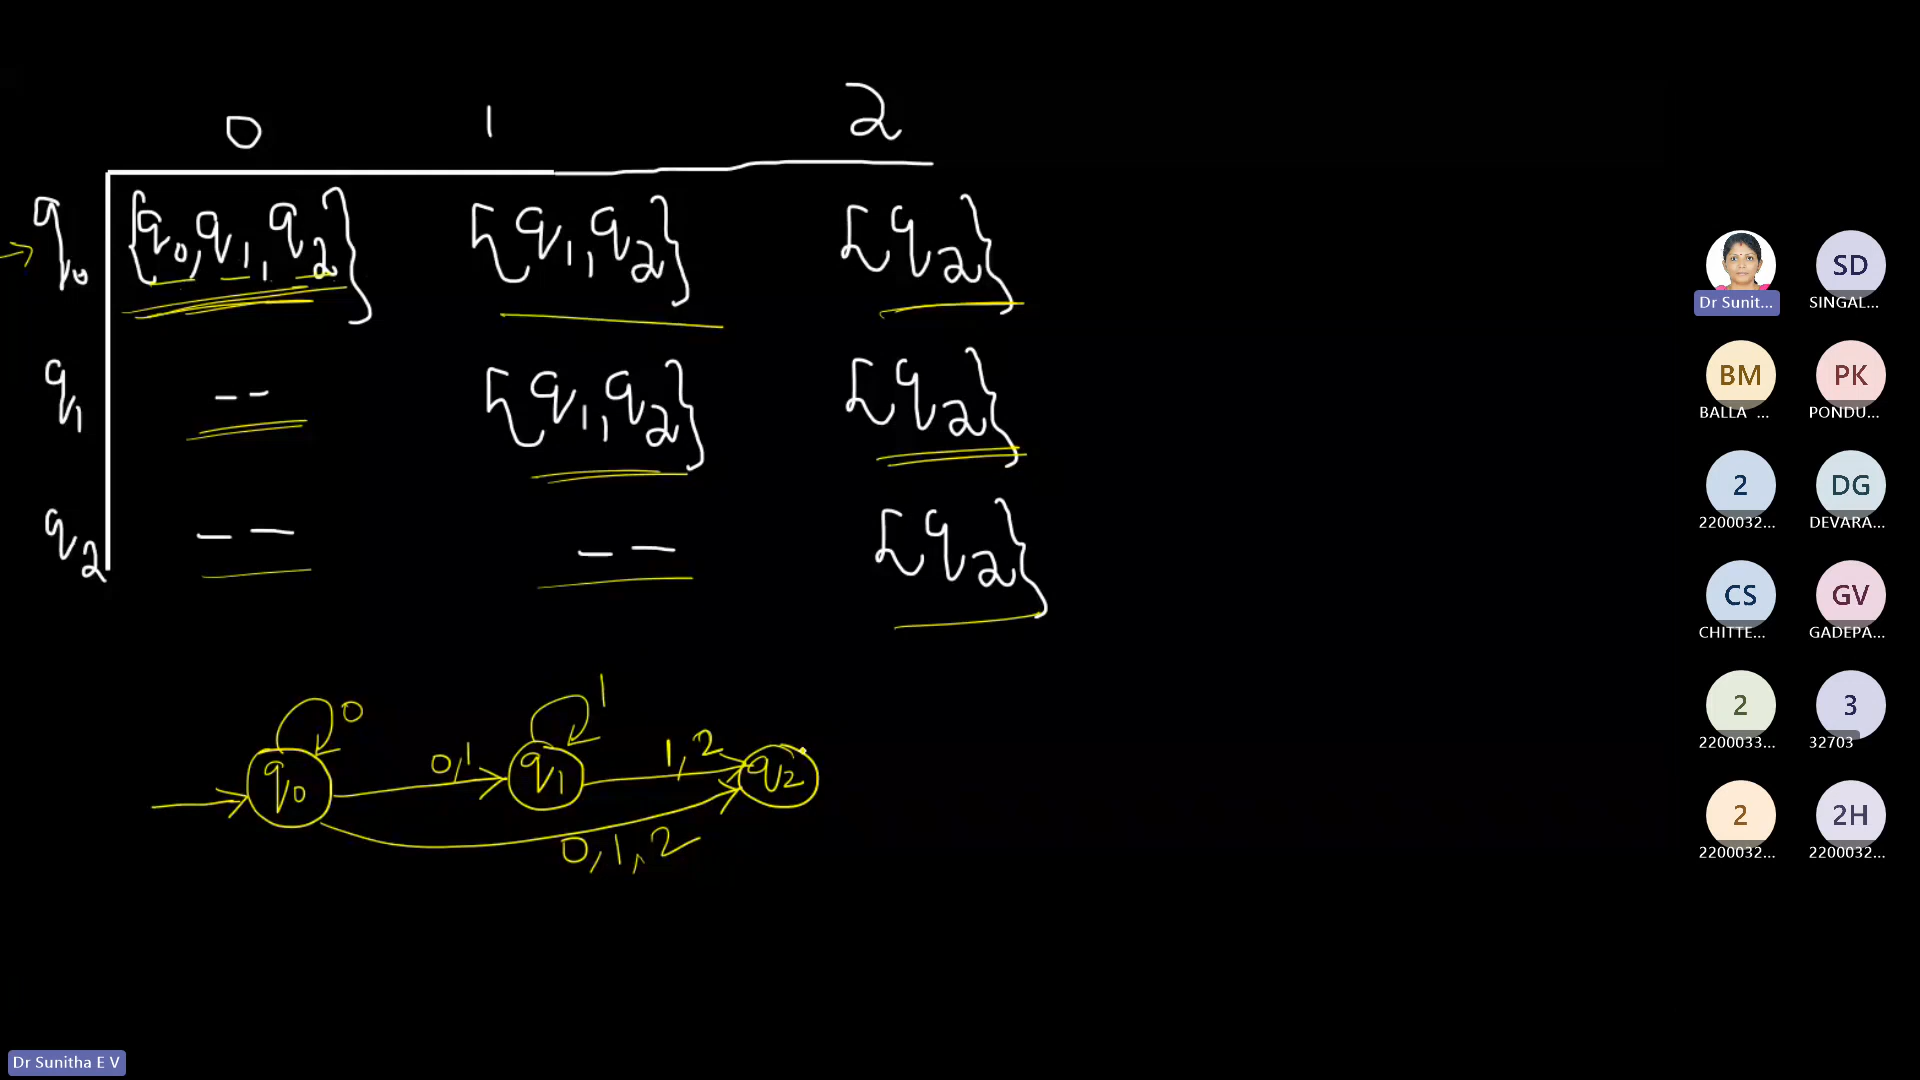 0 1 2
q0 {q0,q1,q2} {q1,q2} {q2}
q1 -- {q1,q2} {q2}
q2 -- -- {q2}
0 1
0,1 1,2
q0 q1 q2
0,1,2
Dr Sunit... SINGAL...
SD
BM PK
BALLA ... PONDU...
2 DG
2200032... DEVARA...
CS GV
CHITTE... GADEPA...
2 3
2200033... 32703
2 2H
2200032... 2200032...
Dr Sunitha E V